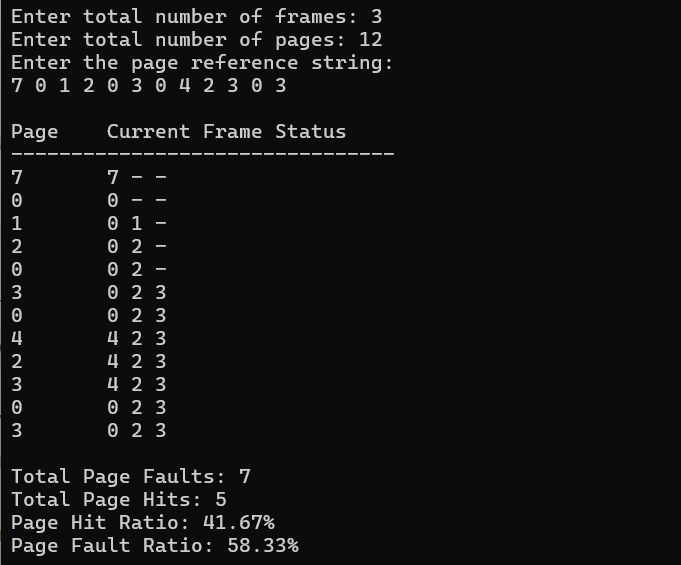 Enter total number of frames: 3
Enter total number of pages: 12
Enter the page reference string:
7 0 1 2 0 3 0 4 2 3 0 3
Page    Current Frame Status
--------------------------------
7       7 - -
0       0 - -
1       0 1 -
2       0 2 -
0       0 2 -
3       0 2 3
0       0 2 3
4       4 2 3
2       4 2 3
3       4 2 3
0       0 2 3
3       0 2 3
Total Page Faults: 7
Total Page Hits: 5
Page Hit Ratio: 41.67%
Page Fault Ratio: 58.33%